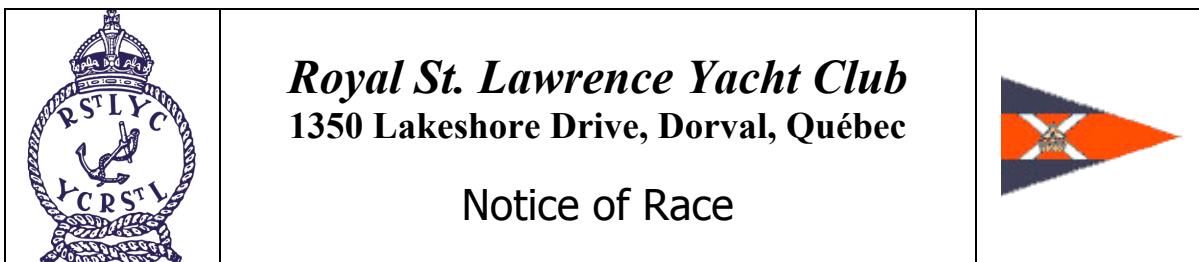 RSTLYC
YCRSTL
Royal St. Lawrence Yacht Club
1350 Lakeshore Drive, Dorval, Québec
Notice of Race